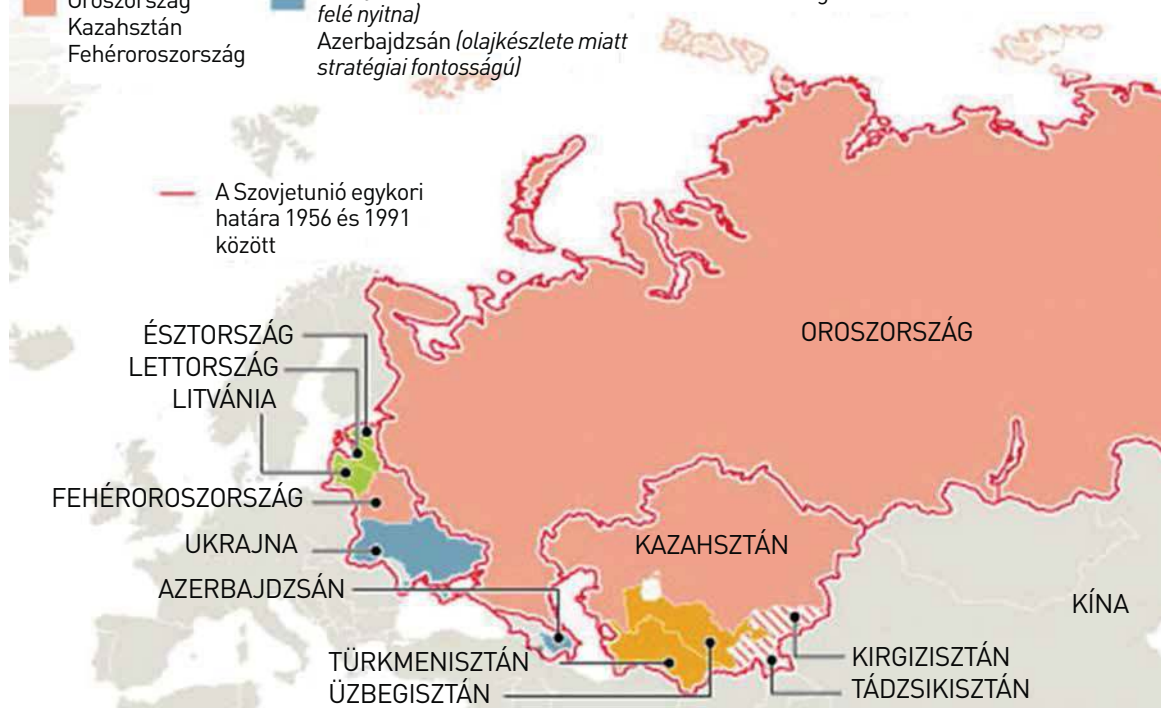 Oroszország
Kazahsztán
Fehéroroszország
felé nyitna)
Azerbajdzsán (olajkészlete miatt
stratégiai fontosságú)
A Szovjetunió egykori
határa 1956 és 1991
között
ÉSZTORSZÁG
LETTORSZÁG
LITVÁNIA
FEHÉROROSZORSZÁG
UKRAJNA
AZERBAJDZSÁN
TÜRKMENISZTÁN
ÜZBEGISZTÁN
OROSZORSZÁG
KAZAHSZTÁN
KÍNA
KIRGIZISZTÁN
TÁDZSIKISZTÁN